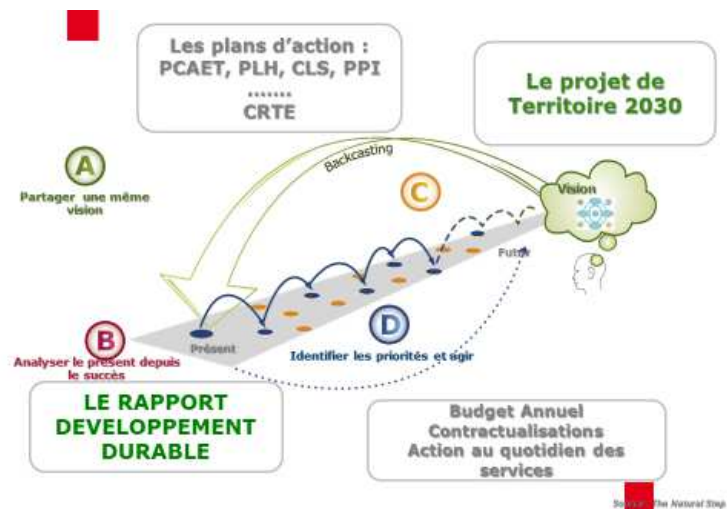 Les plans d'action :
PCAET, PLH, CLS, PPI
.......
CRTE
Le projet de
Territoire 2030
Backcasting
A
Partager une même
vision
C
Vision
Futur
B
Présent
D
Analyser le présent depuis
le succès
Identifier les priorités et agir
LE RAPPORT
DEVELOPPEMENT
DURABLE
Budget Annuel
Contractualisations
Action au quotidien des
services
The Natural Step